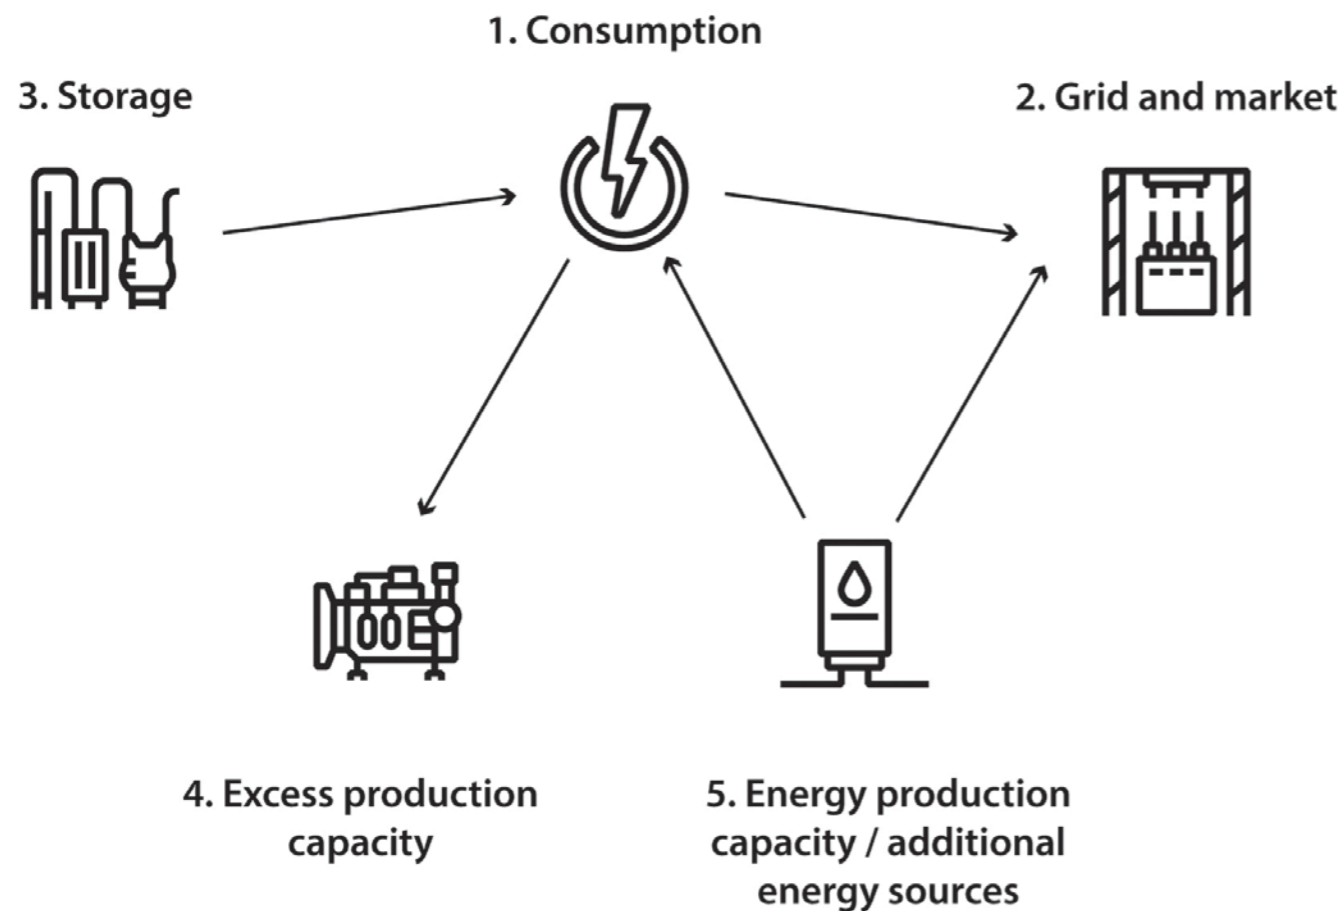 1. Consumption
3. Storage
2. Grid and market
4. Excess production
capacity
5. Energy production
capacity / additional
energy sources